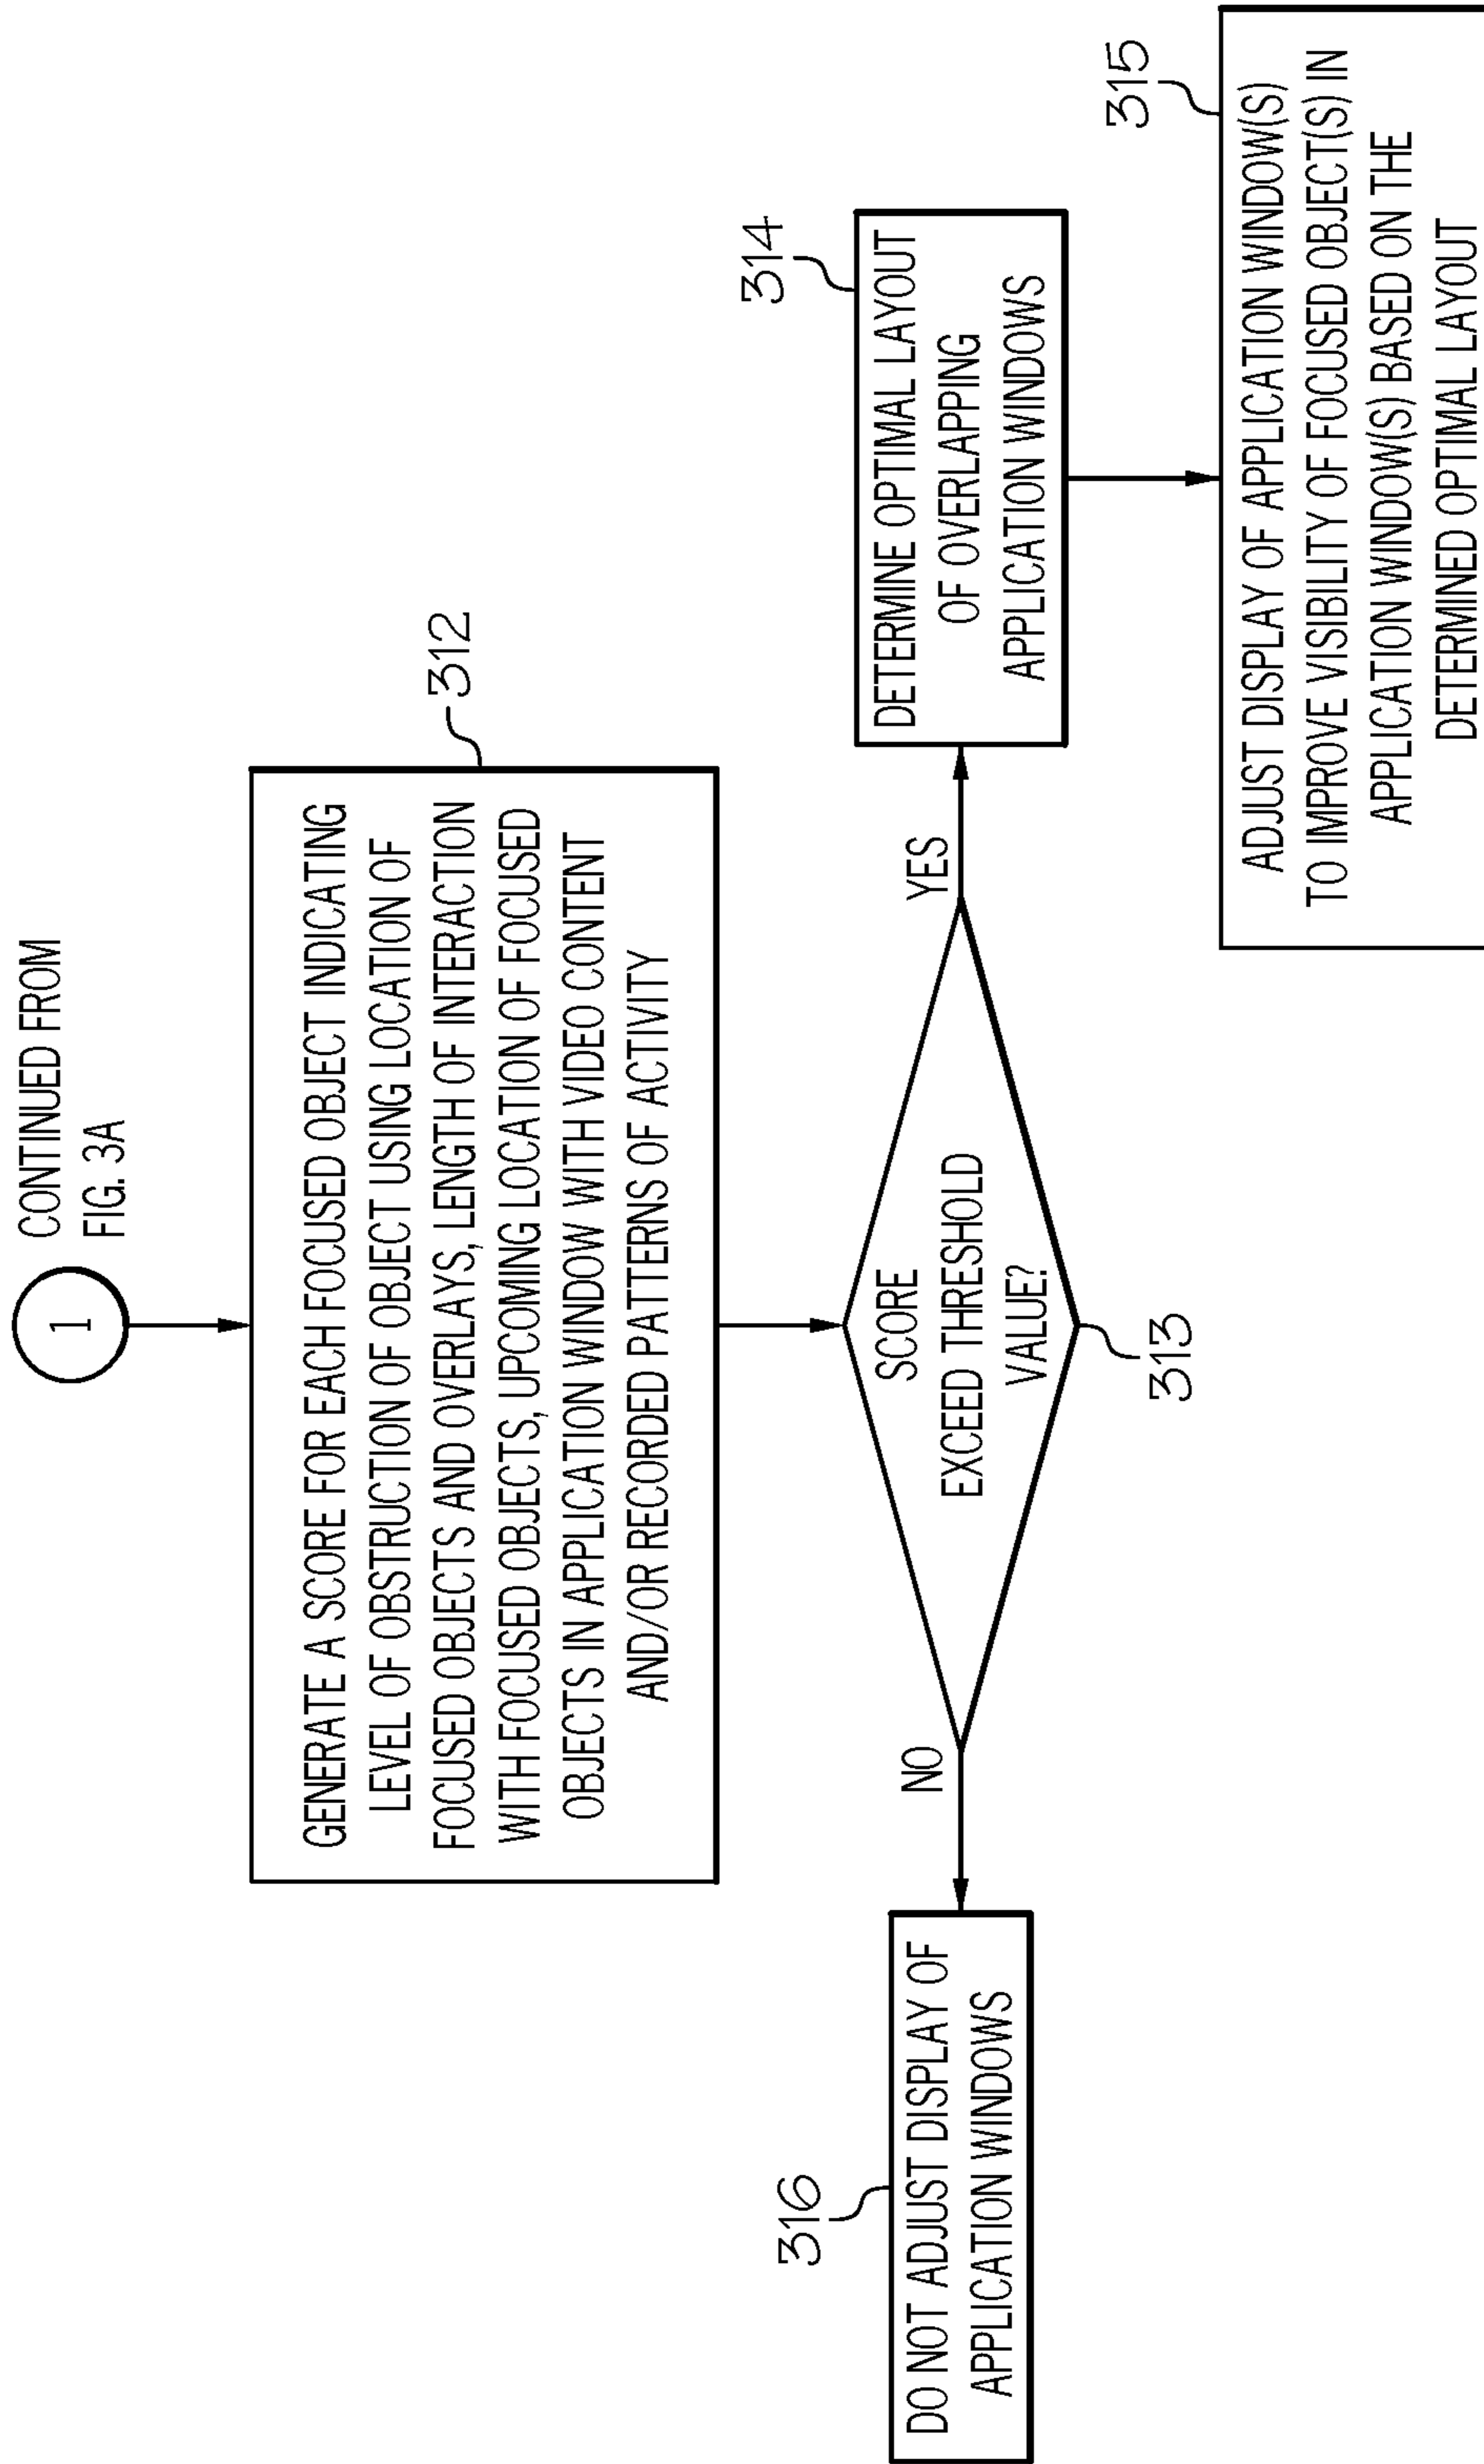 1
CONTINUED FROM
FIG. 3A
312
GENERATE A SCORE FOR EACH FOCUSED OBJECT INDICATING
LEVEL OF OBSTRUCTION OF OBJECT USING LOCATION OF
FOCUSED OBJECTS AND OVERLAYS, LENGTH OF INTERACTION
WITH FOCUSED OBJECTS, UPCOMING LOCATION OF FOCUSED
OBJECTS IN APPLICATION WINDOW WITH VIDEO CONTENT
AND/OR RECORDED PATTERNS OF ACTIVITY
SCORE
EXCEED THRESHOLD
VALUE?
313
NO
YES
316
DO NOT ADJUST DISPLAY OF
APPLICATION WINDOWS
314
DETERMINE OPTIMAL LAYOUT
OF OVERLAPPING
APPLICATION WINDOWS
315
ADJUST DISPLAY OF APPLICATION WINDOW(S)
TO IMPROVE VISIBILITY OF FOCUSED OBJECT(S) IN
APPLICATION WINDOW(S) BASED ON THE
DETERMINED OPTIMAL LAYOUT